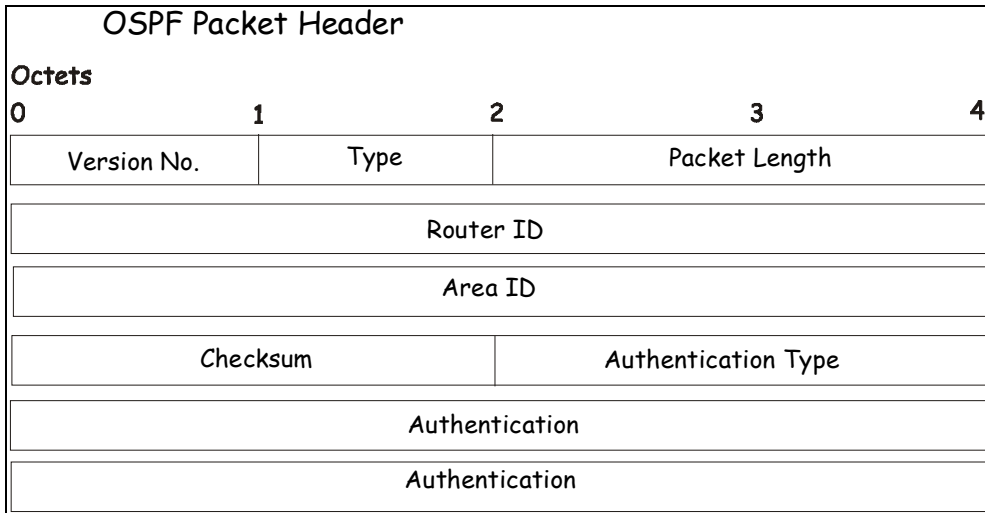 OSPF Packet Header
Octets
0 1 2 3 4
Version No. Type Packet Length
Router ID
Area ID
Checksum Authentication Type
Authentication
Authentication